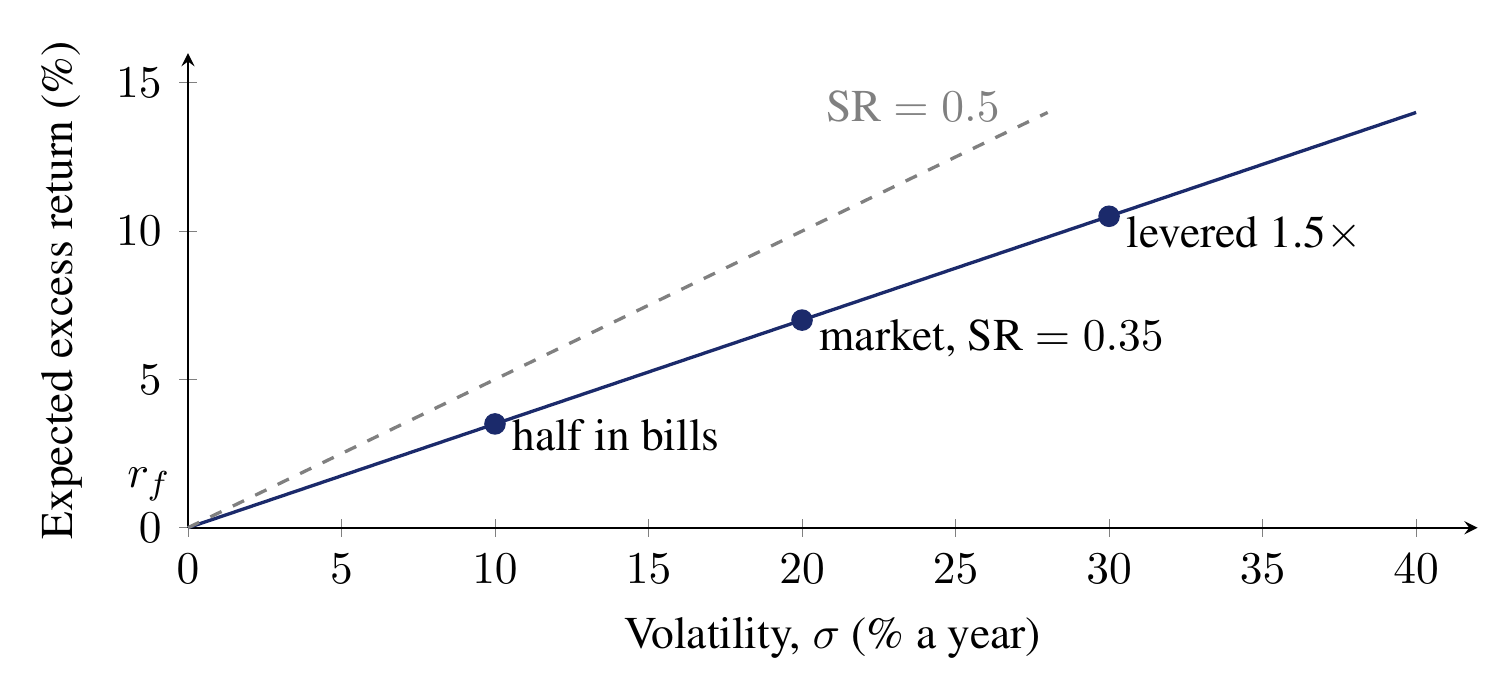 Expected excess return (%)
15
10
5
0
r_f
SR = 0.5
levered 1.5×
market, SR = 0.35
half in bills
0 5 10 15 20 25 30 35 40
Volatility, σ (% a year)